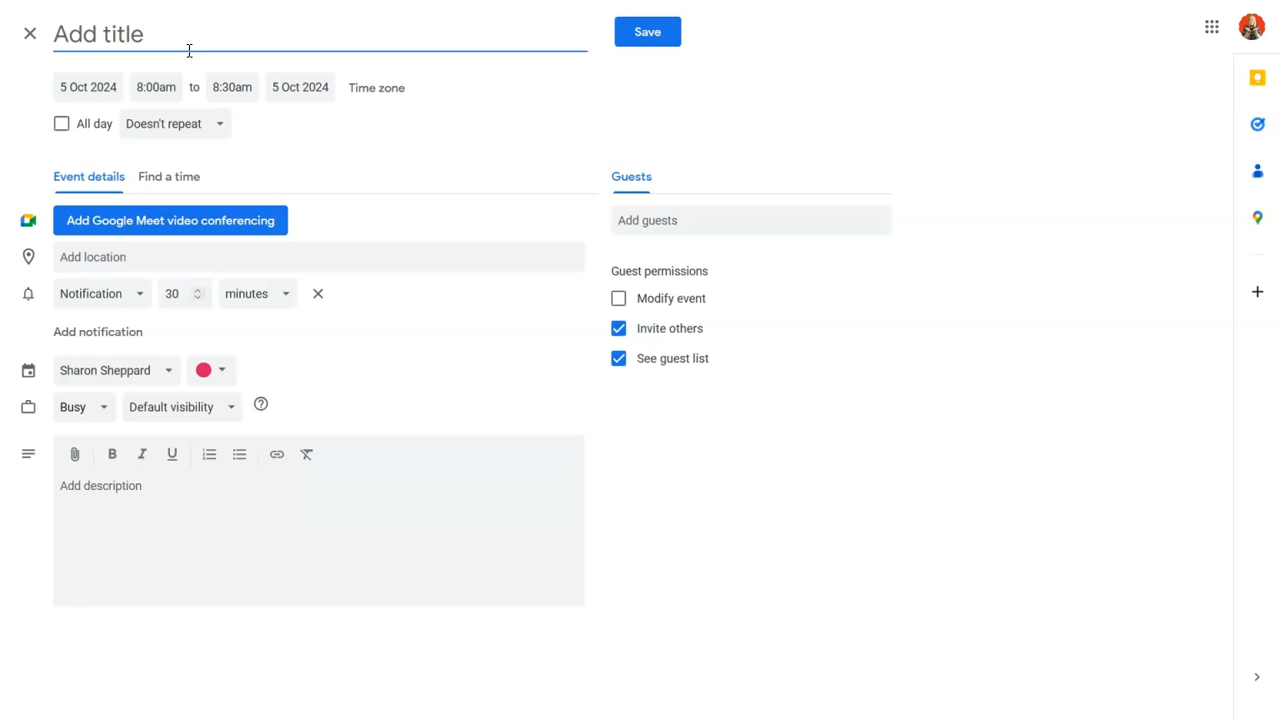 Add title
Save
5 Oct 2024 8:00am to 8:30am 5 Oct 2024 Time zone
All day Doesn't repeat
Event details Find a time
Guests
Add Google Meet video conferencing
Add guests
Add location
Guest permissions
Notification 30 minutes
Modify event
Add notification
Invite others
See guest list
Sharon Sheppard
Busy Default visibility
Add description